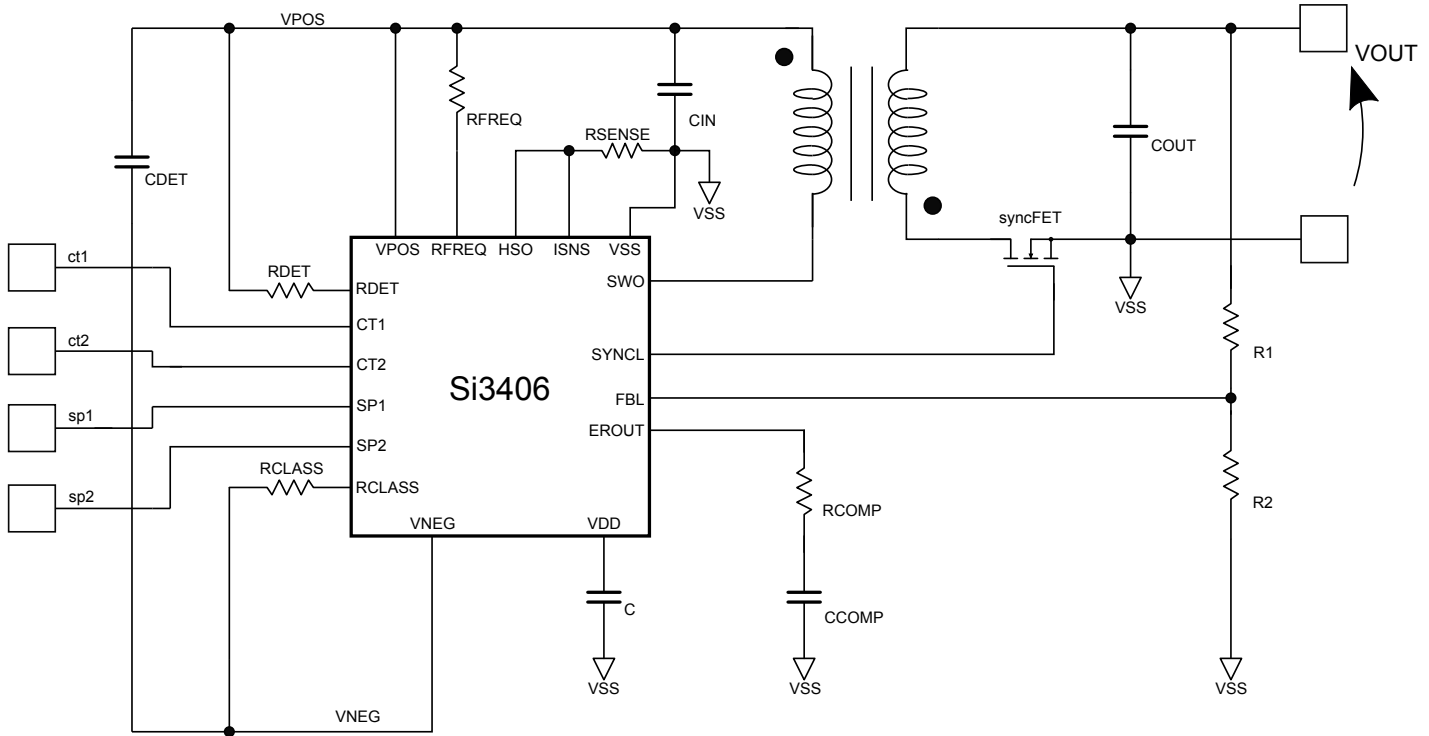 VPOS
VOUT
RFREQ
CIN
RSENSE
COUT
CDET
VSS
syncFET
VPOS RFREQ HSO ISNS VSS
ct1
RDET
RDET
SWO
VSS
CT1
ct2
SYNCL
R1
CT2
Si3406
FBL
SP1
sp1
EROUT
SP2
RCLASS
RCLASS
sp2
R2
RCOMP
VNEG VDD
C
CCOMP
VSS
VSS
VSS
VNEG